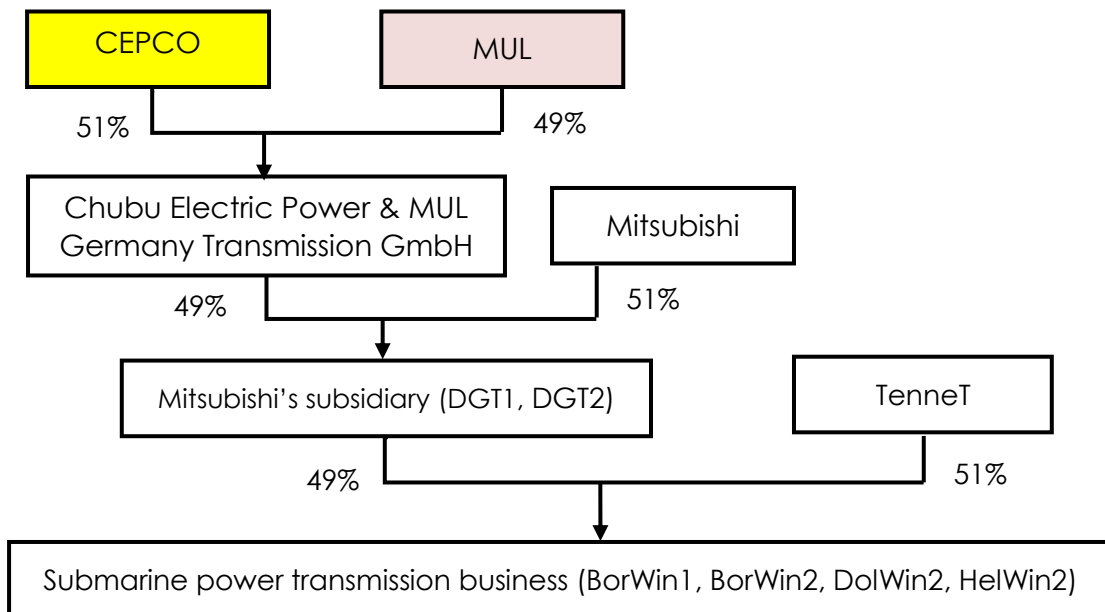 CEPCO
MUL
51%
49%
Chubu Electric Power & MUL
Germany Transmission GmbH
Mitsubishi
49%
51%
Mitsubishi’s subsidiary (DGT1, DGT2)
TenneT
49%
51%
Submarine power transmission business (BorWin1, BorWin2, DolWin2, HelWin2)